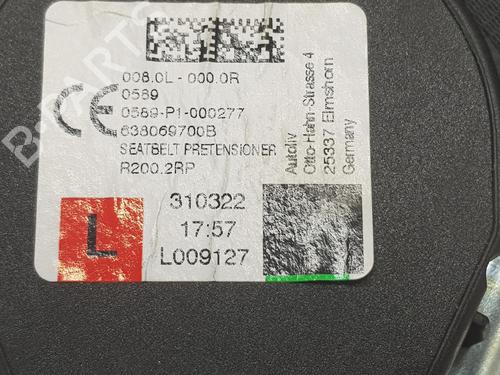 008.0L - 000.0R
0589
CE
0589-P1-000277
638069700B
SEATBELT PRETENSIONER
R200.2RP
310322
17:57
L009127
L
Autoliv
Otto-Hahn-Strasse 4
25337 Elmshorn
Germany
B-PARTS